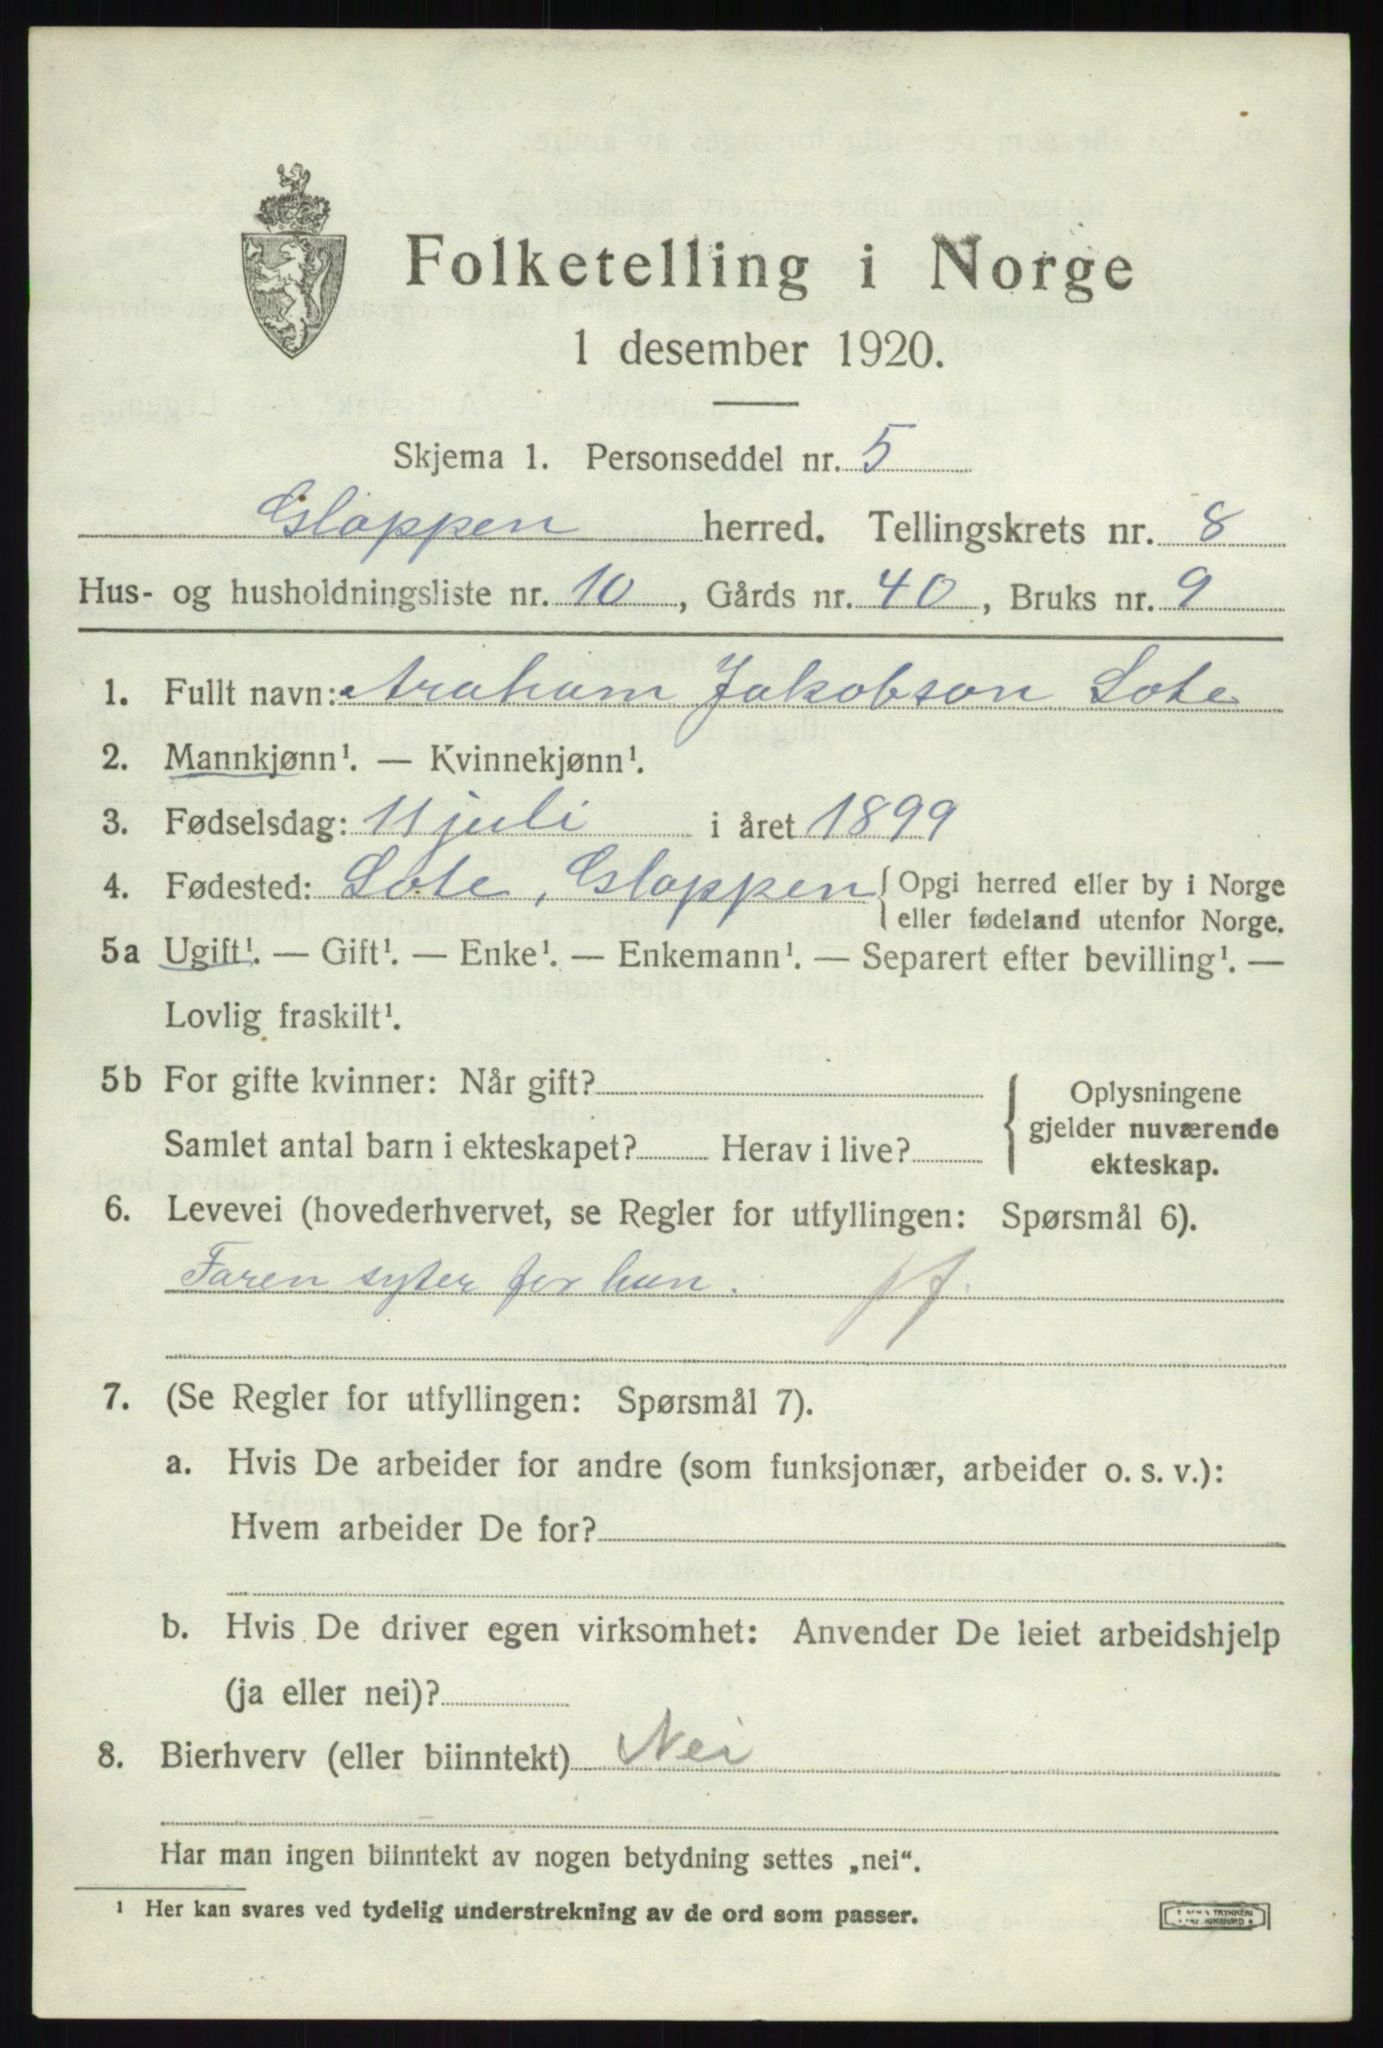 Folketelling i Norge
1 desember 1920.
Skjema 1. Personseddel nr. 5
Gloppen herred. Tellingskrets nr. 8
Hus- og husholdningsliste nr. 10, Gårds nr. 40, Bruks nr. 9
1. Fullt navn: Araham Jakobson Lote
2. Mannkjønn¹. — Kvinnekjønn¹.
3. Fødselsdag: 11 juli i året 1899
4. Fødested: Lote, Gloppen { Opgi herred eller by i Norge
eller fødeland utenfor Norge.
5a Ugift¹. — Gift¹. — Enke¹. — Enkemann¹. — Separert efter bevilling¹. —
Lovlig fraskilt¹.
5b For gifte kvinner: Når gift?
Samlet antal barn i ekteskapet? Herav i live?
{ Oplysningene
gjelder nuværende
ekteskap.
6. Levevei (hovederhvervet, se Regler for utfyllingen: Spørsmål 6).
Faren syter for han.
7. (Se Regler for utfyllingen: Spørsmål 7).
a. Hvis De arbeider for andre (som funksjonær, arbeider o. s. v.):
Hvem arbeider De for?
b. Hvis De driver egen virksomhet: Anvender De leiet arbeidshjelp
(ja eller nei)?
8. Bierhverv (eller biinntekt) Nei
Har man ingen biinntekt av nogen betydning settes „nei“.
¹ Her kan svares ved tydelig understrekning av de ord som passer.